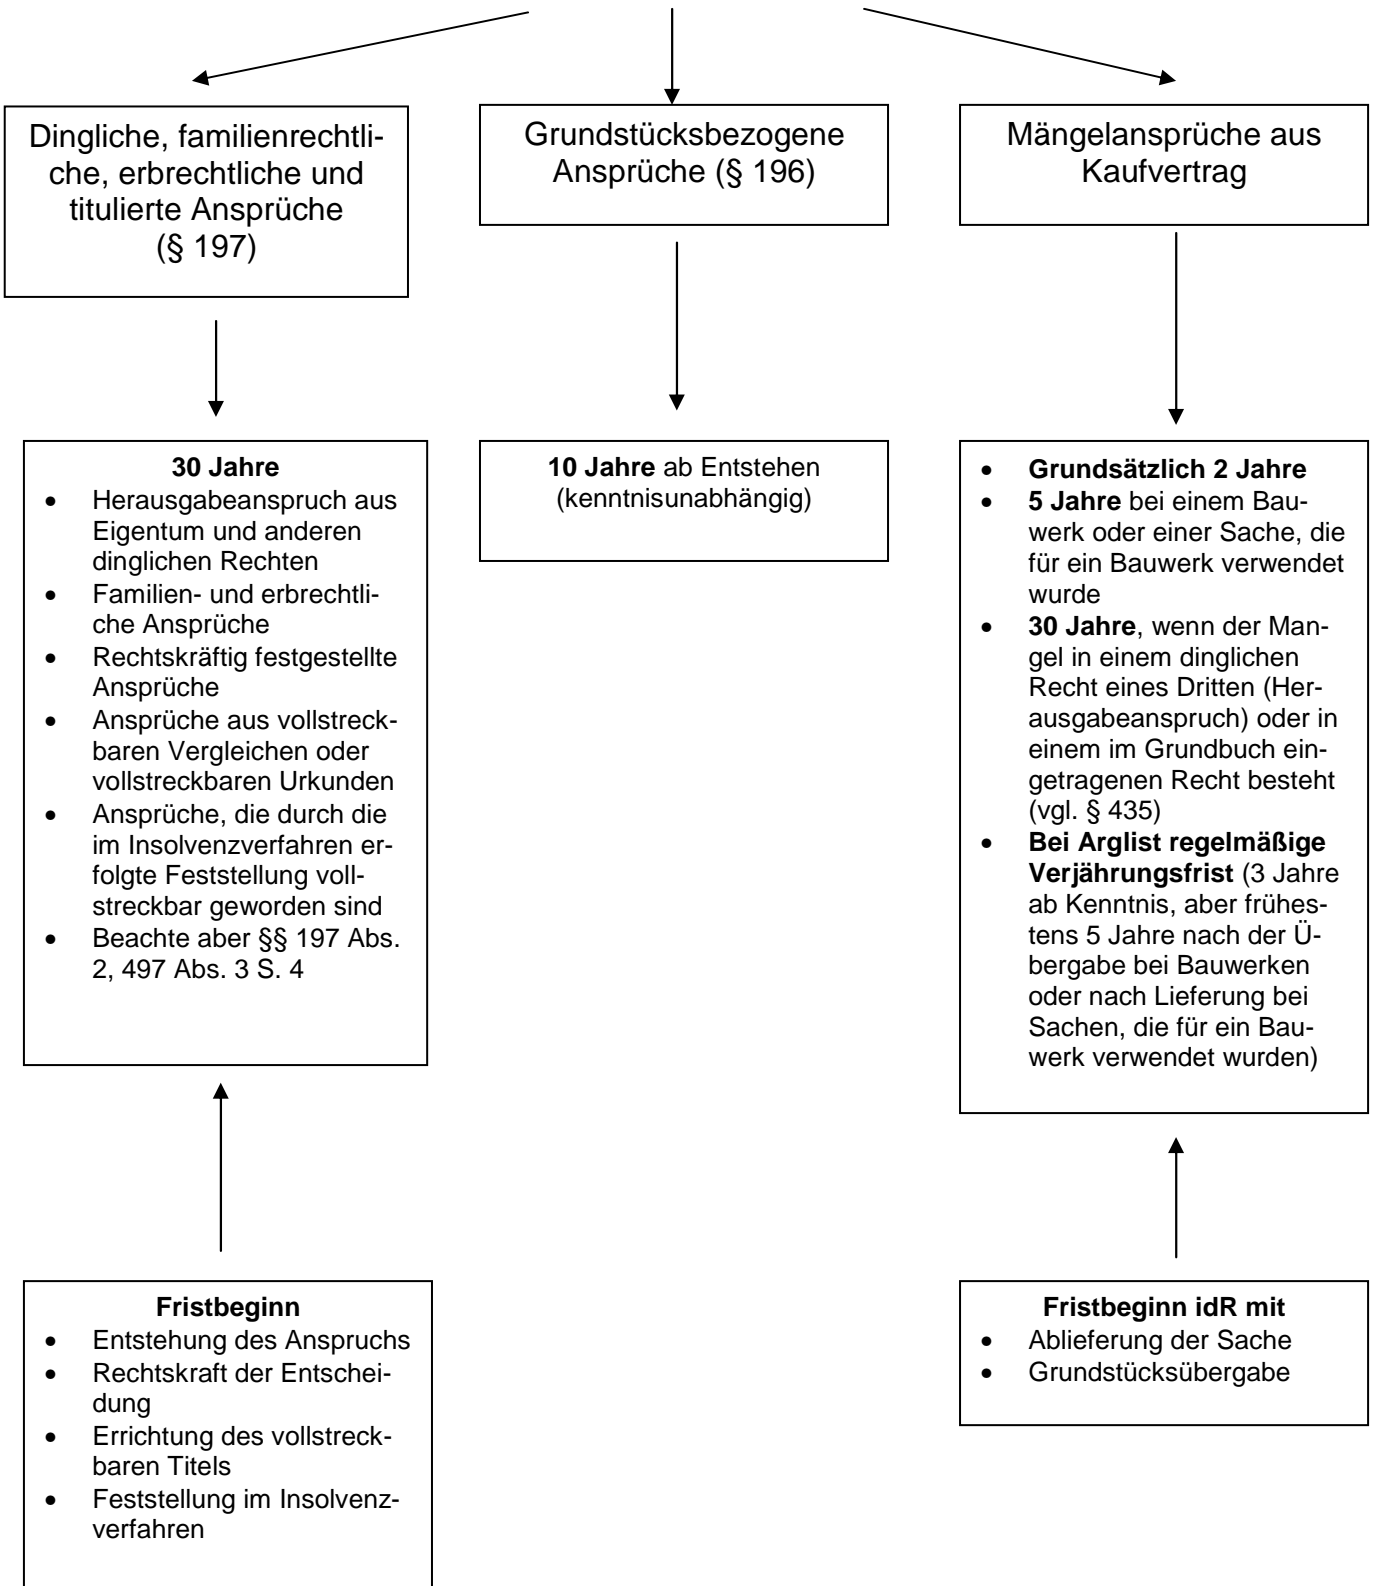 Dingliche, familienrechtli-
che, erbrechtliche und
titulierte Ansprüche
(§ 197)
Grundstücksbezogene
Ansprüche (§ 196)
Mängelansprüche aus
Kaufvertrag
30 Jahre
• Herausgabeanspruch aus
Eigentum und anderen
dinglichen Rechten
• Familien- und erbrechtli-
che Ansprüche
• Rechtskräftig festgestellte
Ansprüche
• Ansprüche aus vollstreck-
baren Vergleichen oder
vollstreckbaren Urkunden
• Ansprüche, die durch die
im Insolvenzverfahren er-
folgte Feststellung voll-
streckbar geworden sind
• Beachte aber §§ 197 Abs.
2, 497 Abs. 3 S. 4
10 Jahre ab Entstehen
(kenntnisunabhängig)
• Grundsätzlich 2 Jahre
• 5 Jahre bei einem Bau-
werk oder einer Sache, die
für ein Bauwerk verwendet
wurde
• 30 Jahre, wenn der Man-
gel in einem dinglichen
Recht eines Dritten (Her-
ausgabeanspruch) oder in
einem im Grundbuch ein-
getragenen Recht besteht
(vgl. § 435)
• Bei Arglist regelmäßige
Verjährungsfrist (3 Jahre
ab Kenntnis, aber frühes-
tens 5 Jahre nach der Ü-
bergabe bei Bauwerken
oder nach Lieferung bei
Sachen, die für ein Bau-
werk verwendet wurden)
Fristbeginn
• Entstehung des Anspruchs
• Rechtskraft der Entschei-
dung
• Errichtung des vollstreck-
baren Titels
• Feststellung im Insolvenz-
verfahren
Fristbeginn idR mit
• Ablieferung der Sache
• Grundstücksübergabe